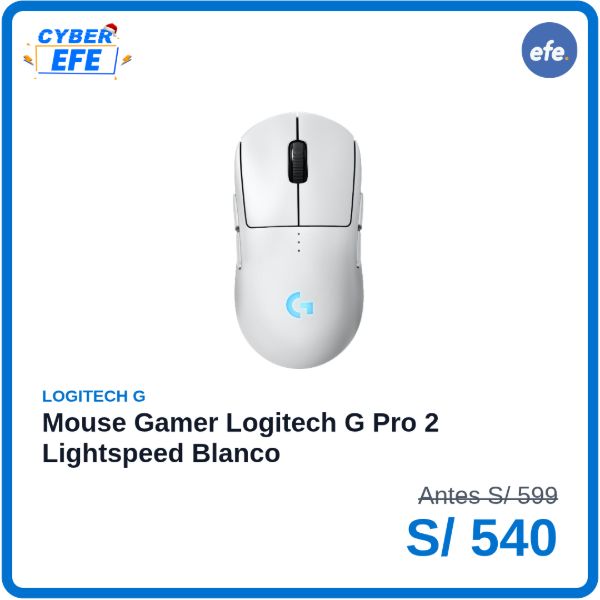 CYBER
EFE
efe.
LOGITECH G
Mouse Gamer Logitech G Pro 2
Lightspeed Blanco
Antes S/ 599
S/ 540